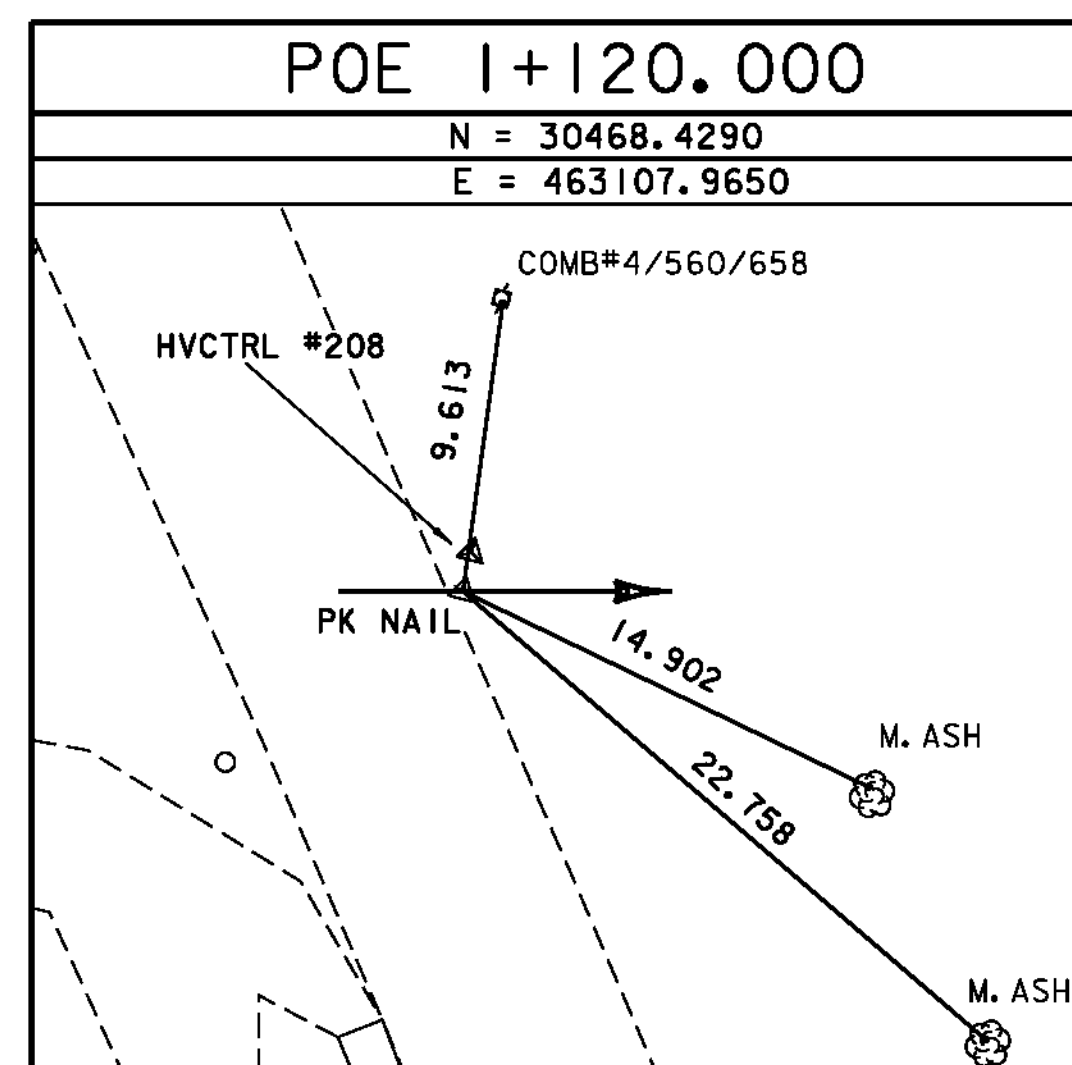 POE 1+120.000
N = 30468.4290
E = 463107.9650
COMB#4/560/658
HVCTRL #208
9.613
PK NAIL
14.902
M. ASH
22.758
M. ASH